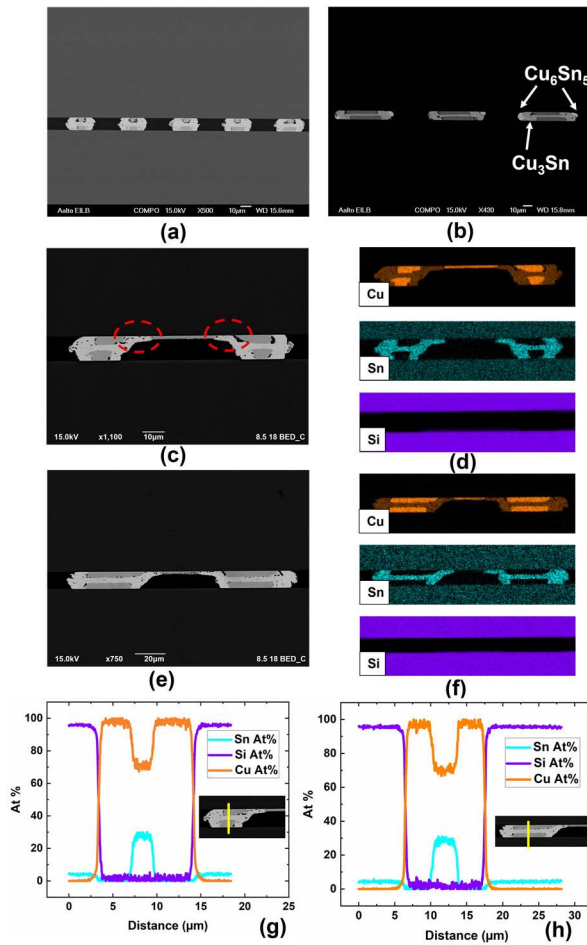 Aalto EILB COMPO 15.0kV X500 10μm WD 15.6mm
(a)
Cu6Sn5
Cu3Sn
Aalto EILB COMPO 15.0kV X430 10μm WD 15.8mm
(b)
15.0kV x1,100 10μm 8.5 18 BED_C
(c)
Cu
Sn
Si
(d)
15.0kV x750 20μm 8.5 18 BED_C
(e)
Cu
Sn
Si
(f)
100
80
60
40
20
0
At %
Sn At%
Si At%
Cu At%
0 5 10 15 20 25
Distance (μm)
(g)
100
80
60
40
20
0
At %
Sn At%
Si At%
Cu At%
0 5 10 15 20 25 30
Distance (μm)
(h)